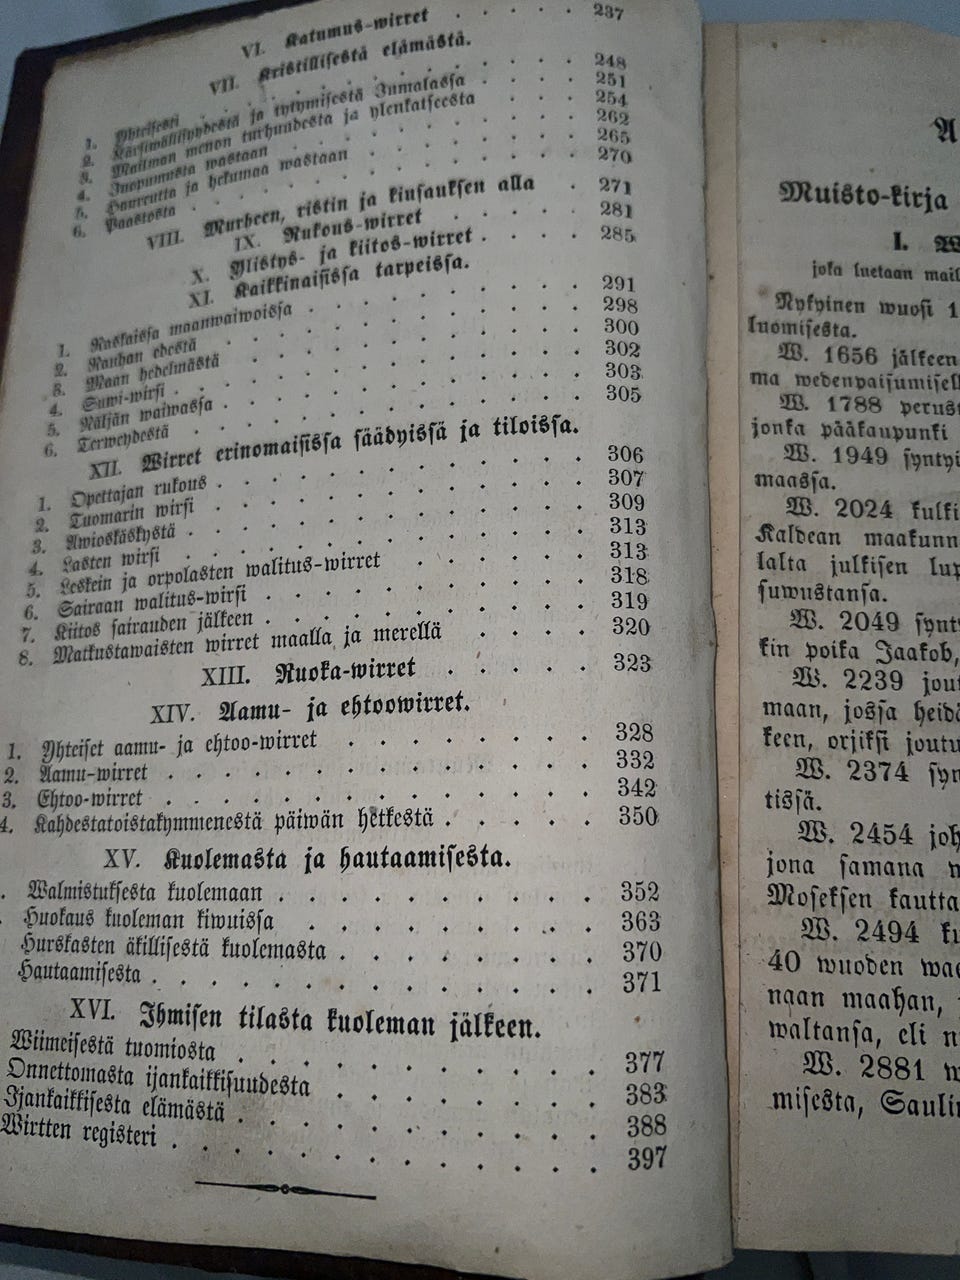 VI. Katumus-wirret . . . . . 237
VII. Kristillisestä elämästä.
1. Yhteisesti . . . . . 248
2. Kärsiwällisyydestä ja tytymisestä Jumalassa . . . . 251
3. Mailman menon turhuudesta ja ylenkatseesta . . . 254
4. Juopumusta wastaan . . . . . 262
5. Haureutta ja hekumaa wastaan . . . . . 265
6. Paastosta . . . . . 270
VIII. Murheen, ristin ja kiusauksen alla . 271
IX. Rukous-wirret . . . . 281
X. Ylistys- ja kiitos-wirret . . . 285
XI. Kaikkinaisissa tarpeissa.
1. Raskaissa maanwaiwoissa . . . . . 291
2. Rauhan edestä . . . . . 298
3. Maan hedelmästä . . . . . 300
4. Suwi-wirsi . . . . . 302
5. Näljän waiwassa . . . . . 303
6. Terweydestä . . . . . 305
XII. Wirret erinomaisissa säädyissä ja tiloissa.
1. Opettajan rukous . . . . . 306
2. Tuomarin wirsi . . . . . 307
3. Awioskäskystä . . . . . 309
4. Lasten wirsi . . . . . 313
5. Leskein ja orpolasten walitus-wirret . . . . . 313
6. Sairaan walitus-wirsi . . . . . 318
7. Kiitos sairauden jälkeen . . . . . 319
8. Matkustawaisten wirret maalla ja merellä . . . . 320
XIII. Ruoka-wirret . . . . . 323
XIV. Aamu- ja ehtoowirret.
1. Yhteiset aamu- ja ehtoo-wirret . . . . . 328
2. Aamu-wirret . . . . . 332
3. Ehtoo-wirret . . . . . 342
4. Kahdestatoistakymmenestä päiwän hetkestä . . . . . 350
XV. Kuolemasta ja hautaamisesta.
. Walmistuksesta kuolemaan . . . . . 352
Huokaus kuoleman kiwuissa . . . . . 363
Hurskasten äkillisestä kuolemasta . . . . . 370
Hautaamisesta . . . . . 371
XVI. Ihmisen tilasta kuoleman jälkeen.
Wiimeisestä tuomiosta . . . . . 377
Onnettomasta ijankaikkisuudesta . . . . . 383
Ijankaikkisesta elämästä . . . . . 388
Wirtten registeri . . . . . 397
A
Muisto-kirja
I. W
joka luetaan mail
Nykyinen wuosi 1
luomisesta.
W. 1656 jälkeen
ma wedenpaisumisell
W. 1788 perust
jonka pääkaupunki
W. 1949 syntyi
maassa.
W. 2024 kulki
Kaldean maakunn
lalta julkisen lup
suwustansa.
W. 2049 synty
kin poika Jaakob,
W. 2239 jout
maan, jossa heidä
keen, orjiksi joutu
W. 2374 syn
tissä.
W. 2454 joh
jona samana w
Moseksen kautta
W. 2494 ku
40 wuoden wae
naan maahan,
waltansa, eli n
W. 2881 w
misesta, Saulin